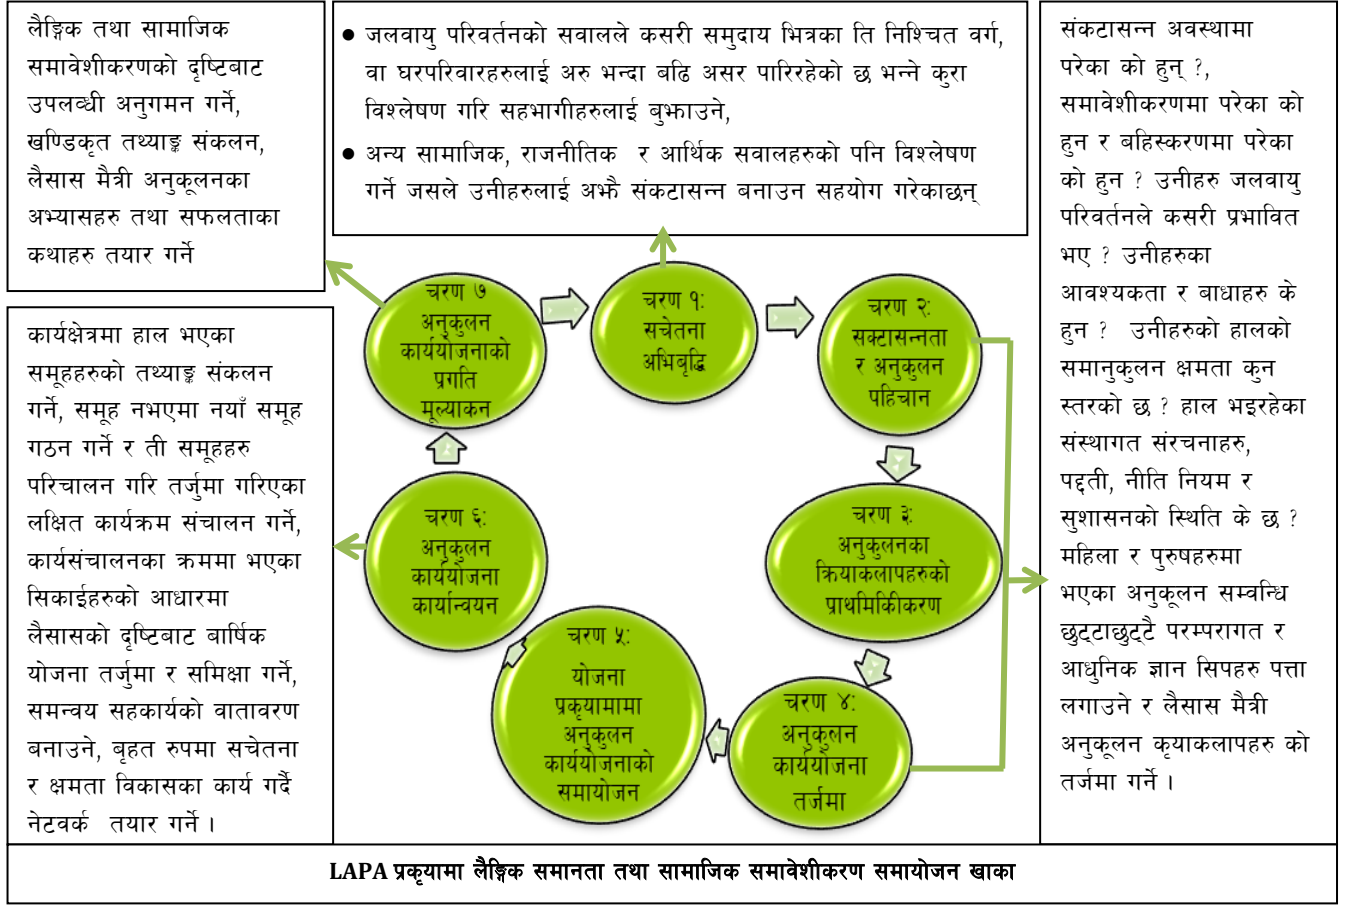 लैङ्गिक तथा सामाजिक
समावेशीकरणको दृष्टिबाट
उपलव्धी अनुगमन गर्ने,
खण्डिकृत तथ्याङ्क संकलन,
लैसास मैत्री अनुकूलनका
अभ्यासहरु तथा सफलताका
कथाहरु तयार गर्ने
● जलवायु परिवर्तनको सवालले कसरी समुदाय भित्रका ति निश्चित वर्ग,
वा घरपरिवारहरुलाई अरु भन्दा बढि असर पारिरहेको छ भन्ने कुरा
विश्लेषण गरि सहभागीहरुलाई बुझाउने,
● अन्य सामाजिक, राजनीतिक र आर्थिक सवालहरुको पनि विश्लेषण
गर्ने जसले उनीहरुलाई अझै संकटासन्न बनाउन सहयोग गरेकाछन्
संकटासन्न अवस्थामा
परेका को हुन् ?,
समावेशीकरणमा परेका को
हुन र बहिस्करणमा परेका
को हुन ? उनीहरु जलवायु
परिवर्तनले कसरी प्रभावित
भए ? उनीहरुका
आवश्यकता र बाधाहरु के
हुन ? उनीहरुको हालको
समानुकुलन क्षमता कुन
स्तरको छ ? हाल भइरहेका
संस्थागत संरचनाहरु,
पद्दती, नीति नियम र
सुशासनको स्थिति के छ ?
महिला र पुरुषहरुमा
भएका अनुकूलन सम्वन्धि
छुट्टाछुट्टै परम्परागत र
आधुनिक ज्ञान सिपहरु पत्ता
लगाउने र लैसास मैत्री
अनुकूलन कृयाकलापहरु को
तर्जमा गर्ने ।
कार्यक्षेत्रमा हाल भएका
समूहहरुको तथ्याङ्क संकलन
गर्ने, समूह नभएमा नयाँ समूह
गठन गर्ने र ती समूहहरु
परिचालन गरि तर्जुमा गरिएका
लक्षित कार्यक्रम संचालन गर्ने,
कार्यसंचालनका क्रममा भएका
सिकाईहरुको आधारमा
लैसासको दृष्टिबाट बार्षिक
योजना तर्जुमा र समिक्षा गर्ने,
समन्वय सहकार्यको वातावरण
बनाउने, बृहत रुपमा सचेतना
र क्षमता विकासका कार्य गर्दै
नेटवर्क तयार गर्ने ।
चरण १:
सचेतना
अभिबृद्धि
चरण २:
सक्टासन्नता
र अनुकुलन
पहिचान
चरण ३:
अनुकुलनका
क्रियाकलापहरुको
प्राथमिकिीकरण
चरण ४:
अनुकुलन
कार्ययोजना
तर्जमा
चरण ५:
योजना
प्रकृयामामा
अनुकुलन
कार्ययोजनाको
समायोजन
चरण ६:
अनुकुलन
कार्ययोजना
कार्यान्वयन
चरण ७
अनुकुलन
कार्ययोजनाको
प्रगति
मूल्याकन
LAPA प्रकृयामा लैङ्गिक समानता तथा सामाजिक समावेशीकरण समायोजन खाका